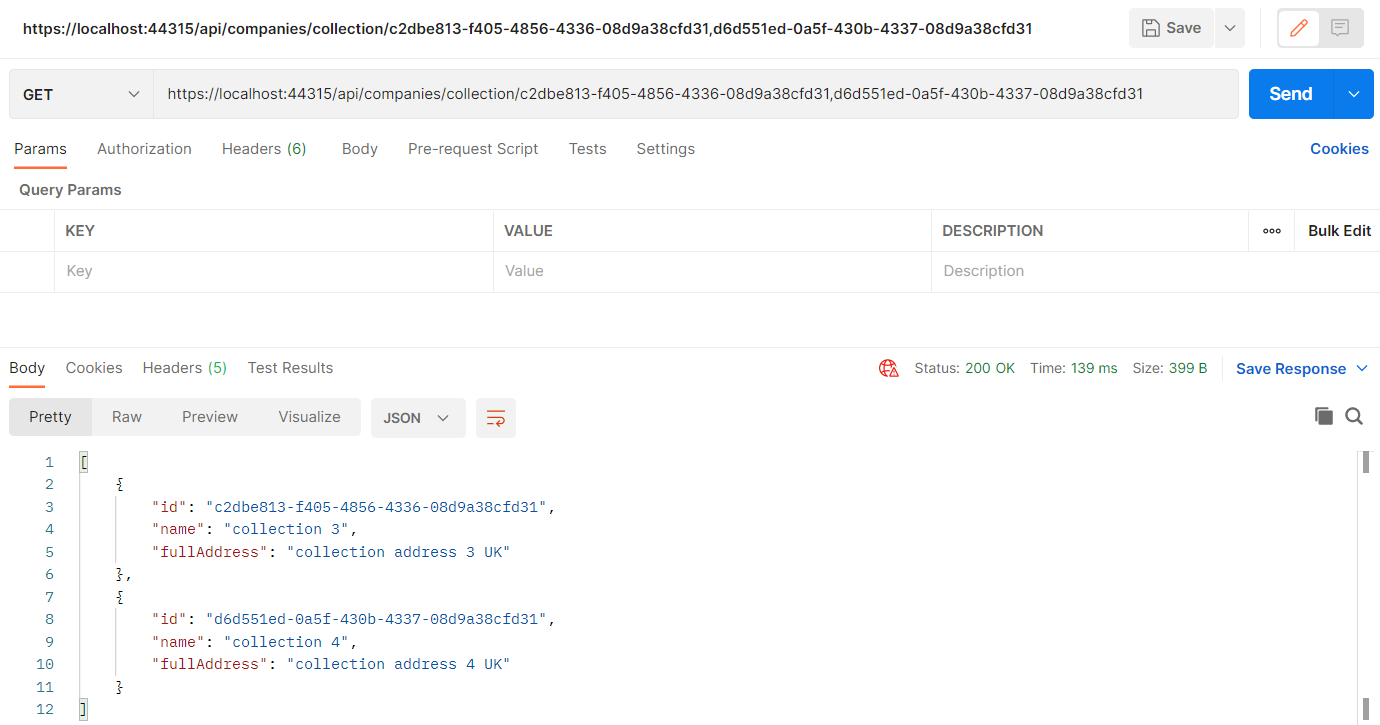 https://localhost:44315/api/companies/collection/c2dbe813-f405-4856-4336-08d9a38cfd31,d6d551ed-0a5f-430b-4337-08d9a38cfd31 Save
GET https://localhost:44315/api/companies/collection/c2dbe813-f405-4856-4336-08d9a38cfd31,d6d551ed-0a5f-430b-4337-08d9a38cfd31 Send
Params Authorization Headers (6) Body Pre-request Script Tests Settings Cookies
Query Params
KEY VALUE DESCRIPTION Bulk Edit
Key Value Description
Body Cookies Headers (5) Test Results Status: 200 OK Time: 139 ms Size: 399 B Save Response
Pretty Raw Preview Visualize JSON
1 [
2 {
3 "id": "c2dbe813-f405-4856-4336-08d9a38cfd31",
4 "name": "collection 3",
5 "fullAddress": "collection address 3 UK"
6 },
7 {
8 "id": "d6d551ed-0a5f-430b-4337-08d9a38cfd31",
9 "name": "collection 4",
10 "fullAddress": "collection address 4 UK"
11 }
12 ]